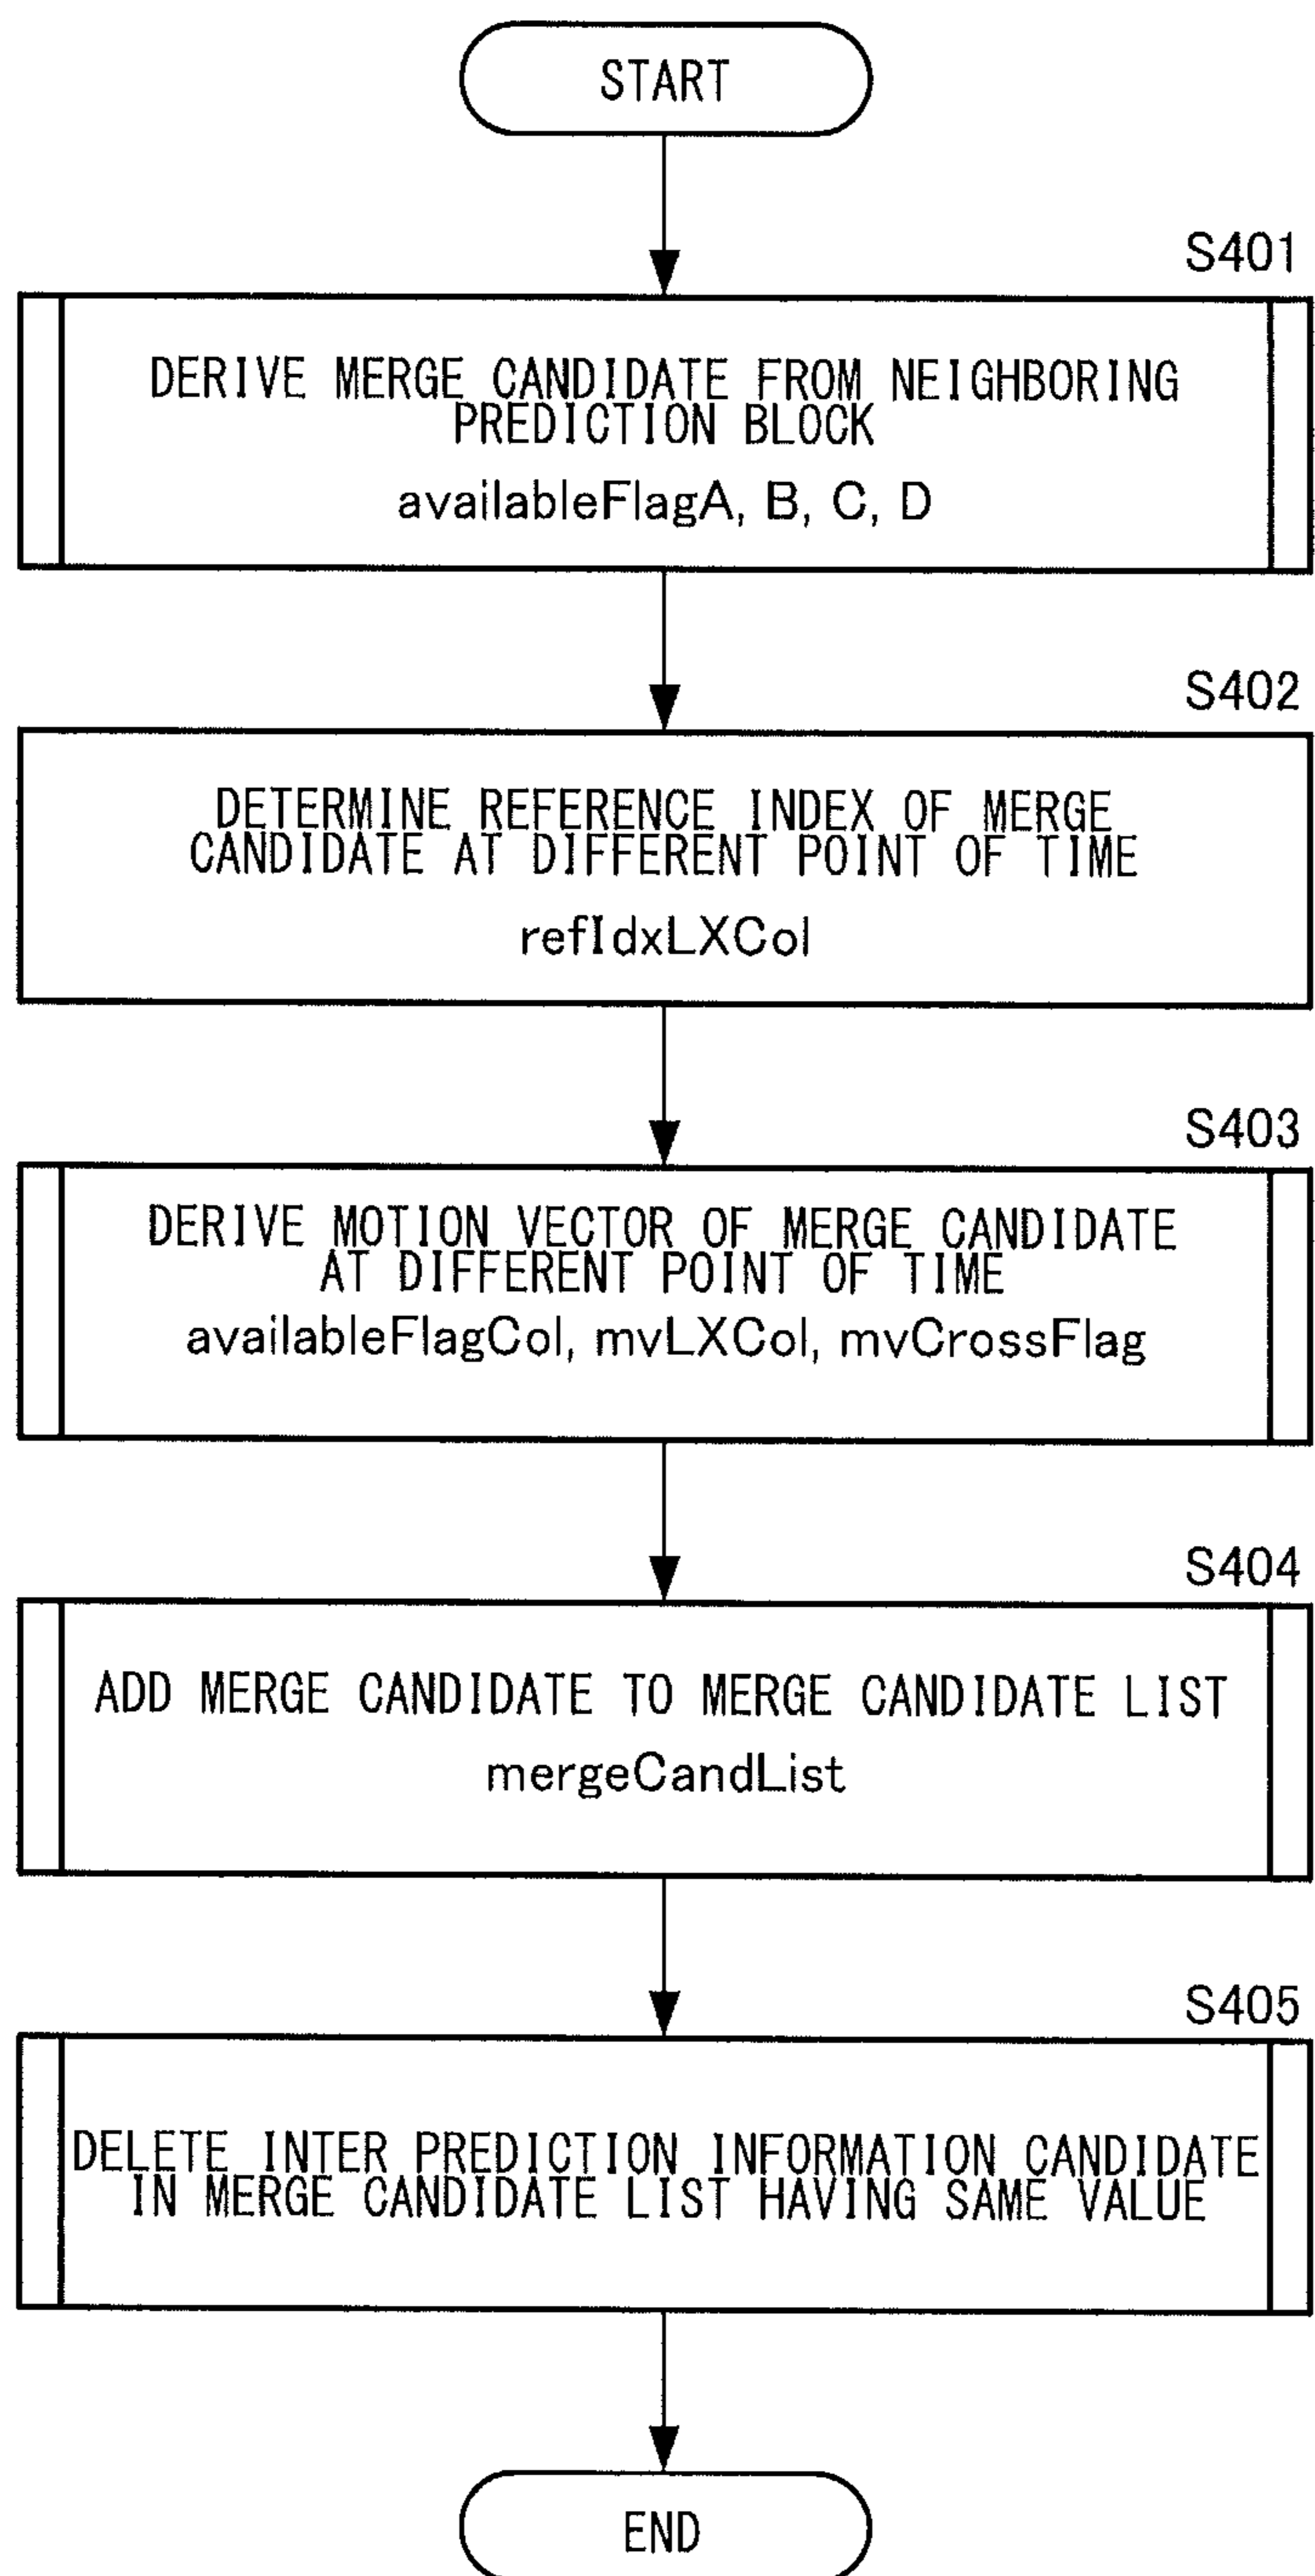 START
S401
DERIVE MERGE CANDIDATE FROM NEIGHBORING
PREDICTION BLOCK
availableFlagA, B, C, D
S402
DETERMINE REFERENCE INDEX OF MERGE
CANDIDATE AT DIFFERENT POINT OF TIME
refIdxLXCol
S403
DERIVE MOTION VECTOR OF MERGE CANDIDATE
AT DIFFERENT POINT OF TIME
availableFlagCol, mvLXCol, mvCrossFlag
S404
ADD MERGE CANDIDATE TO MERGE CANDIDATE LIST
mergeCandList
S405
DELETE INTER PREDICTION INFORMATION CANDIDATE
IN MERGE CANDIDATE LIST HAVING SAME VALUE
END